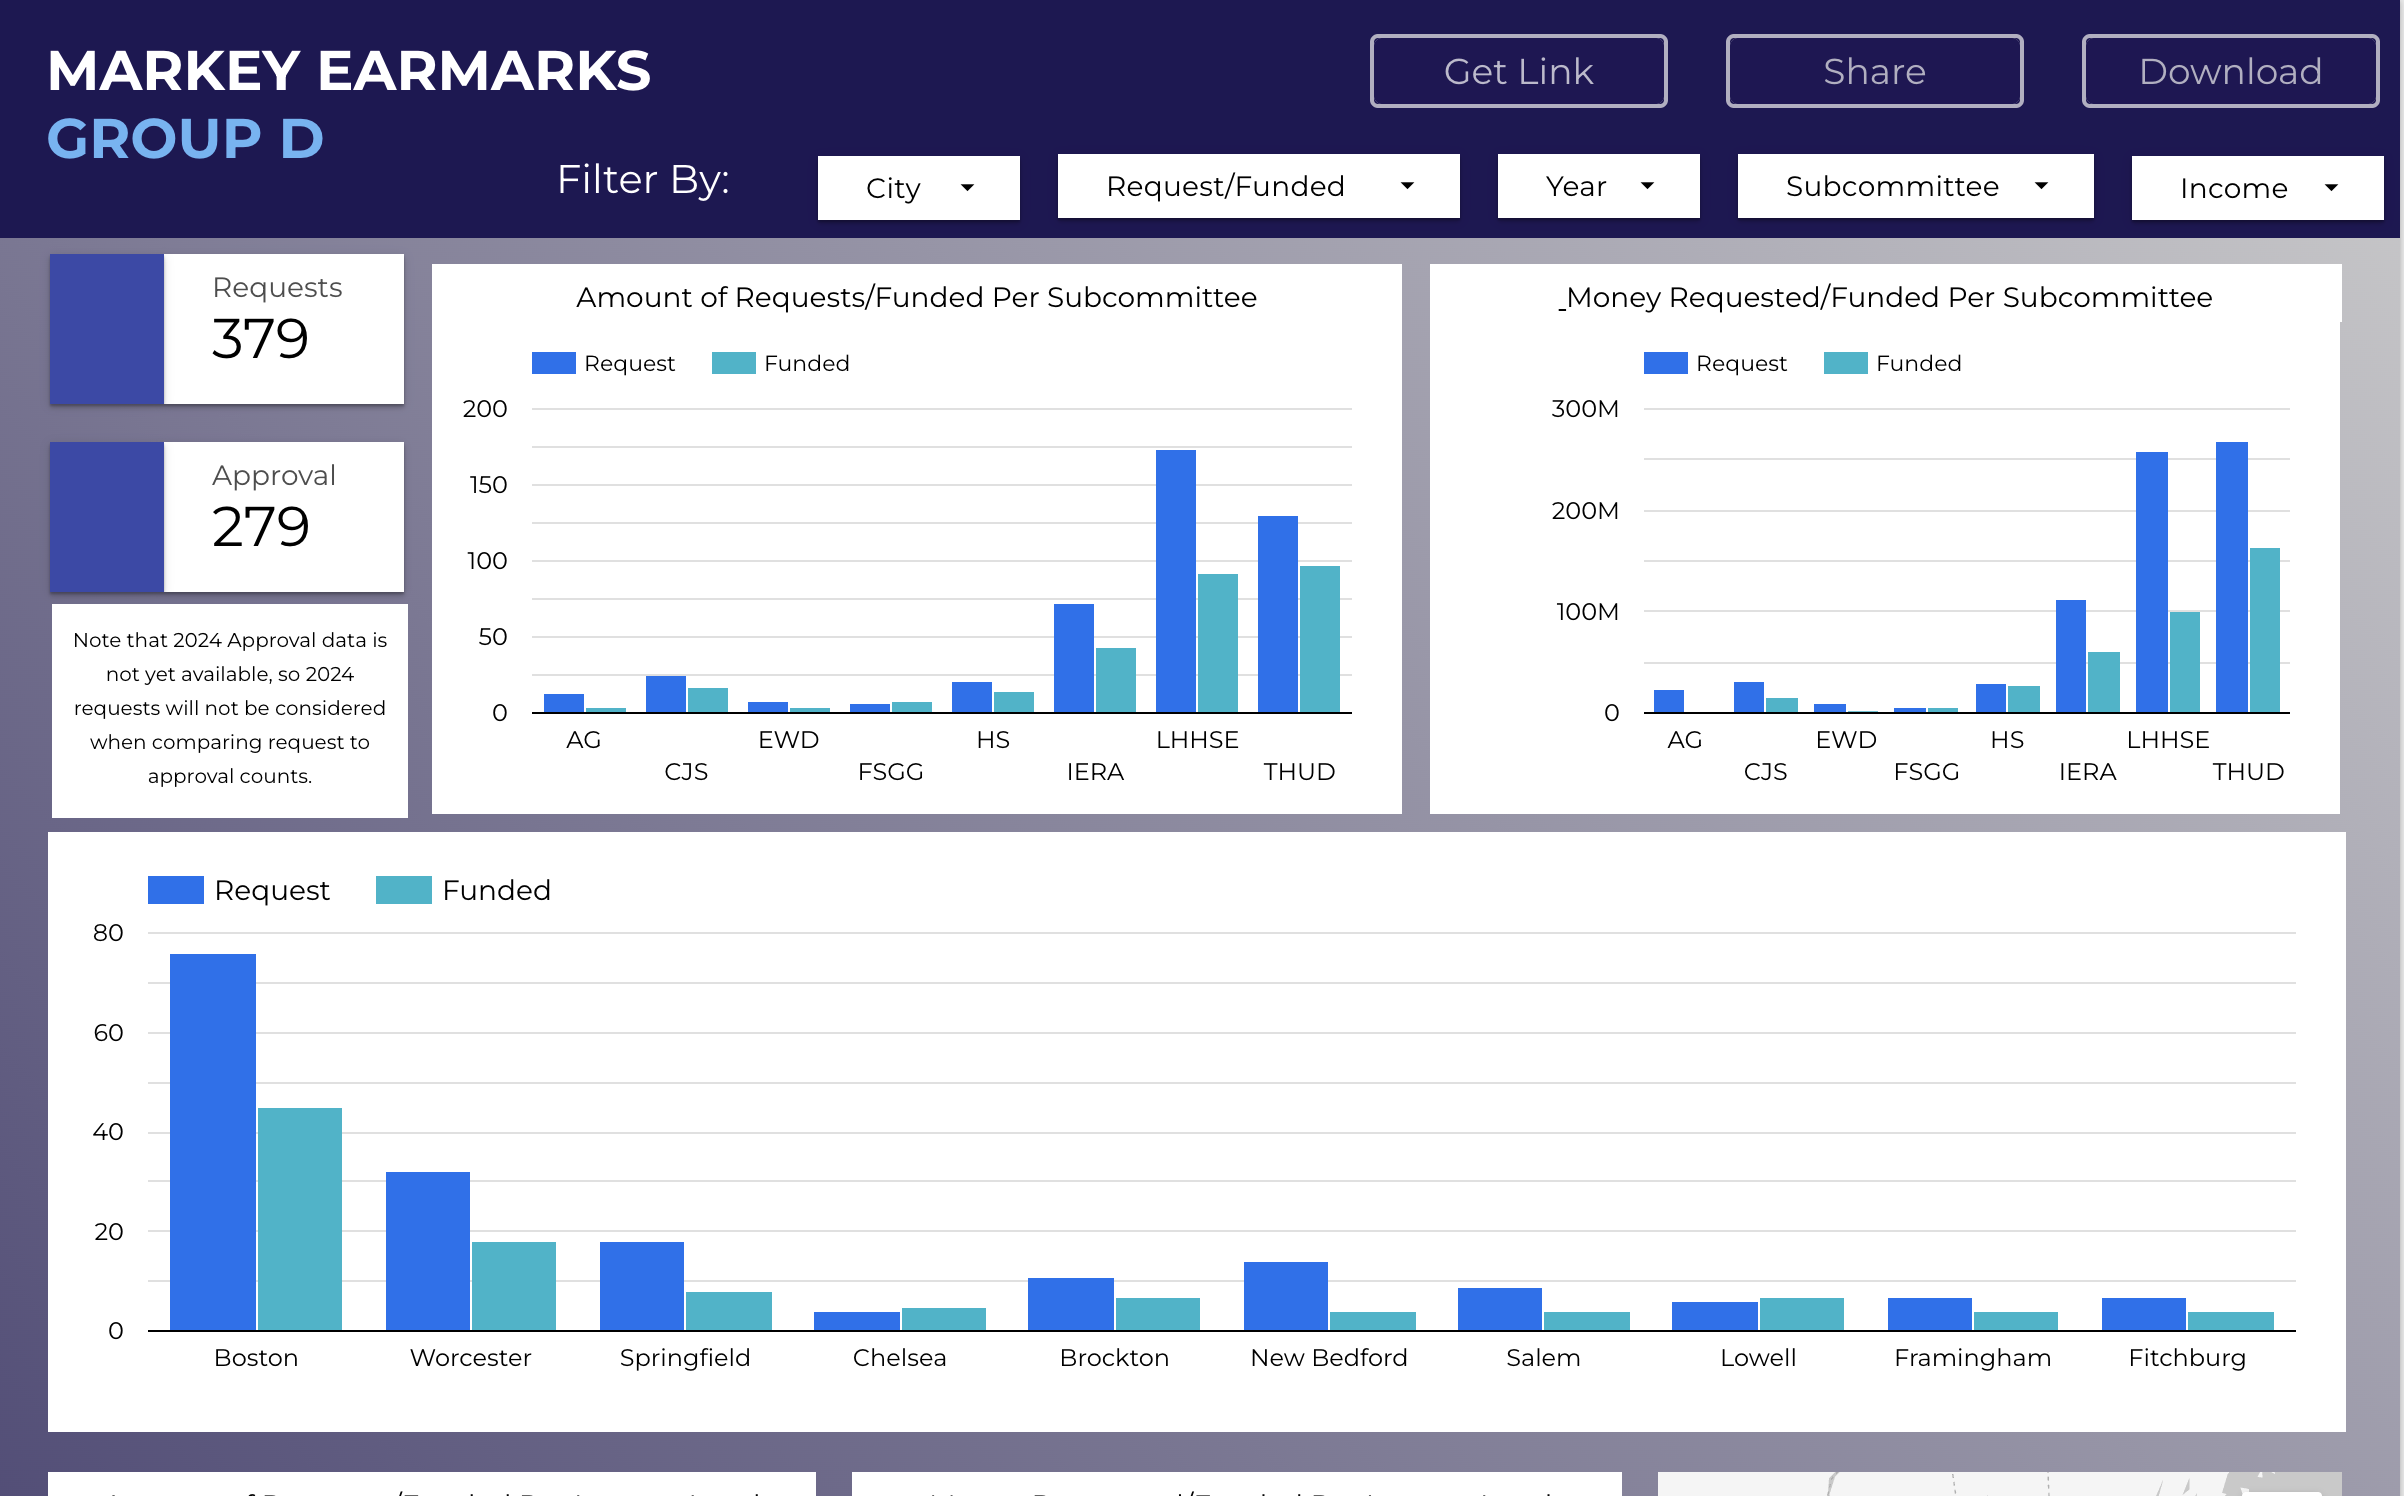 MARKEY EARMARKS
GROUP D
Get Link
Share
Download
Filter By:
City
Request/Funded
Year
Subcommittee
Income
Requests
379
Approval
279
Note that 2024 Approval data is
not yet available, so 2024
requests will not be considered
when comparing request to
approval counts.
Amount of Requests/Funded Per Subcommittee
Request
Funded
200
150
100
50
0
AG
CJS
EWD
FSGG
HS
IERA
LHHSE
THUD
_Money Requested/Funded Per Subcommittee
Request
Funded
300M
200M
100M
0
AG
CJS
EWD
FSGG
HS
IERA
LHHSE
THUD
Request
Funded
80
60
40
20
0
Boston
Worcester
Springfield
Chelsea
Brockton
New Bedford
Salem
Lowell
Framingham
Fitchburg